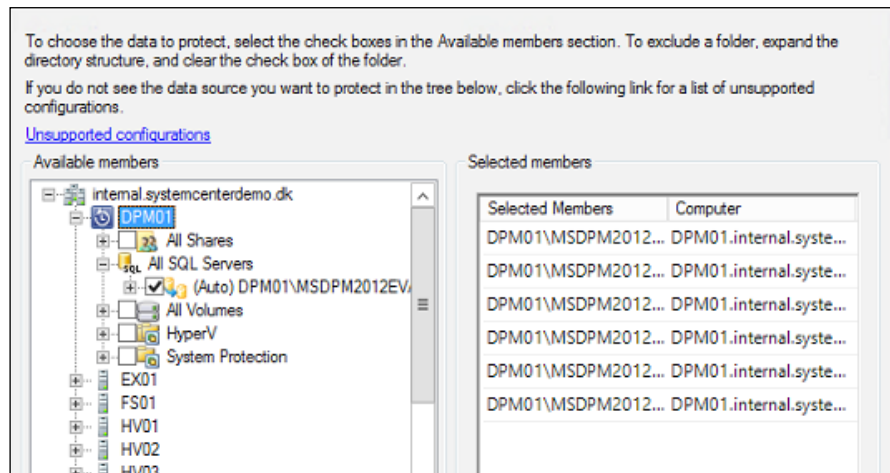 To choose the data to protect, select the check boxes in the Available members section. To exclude a folder, expand the
directory structure, and clear the check box of the folder.
If you do not see the data source you want to protect in the tree below, click the following link for a list of unsupported
configurations.
Unsupported configurations
Available members
Selected members
internal.systemcenterdemo.dk
DPM01
All Shares
All SQL Servers
SQL
(Auto) DPM01\MSDPM2012EV
All Volumes
HyperV
System Protection
EX01
FS01
HV01
HV02
HV03
Selected Members Computer
DPM01\MSDPM2012... DPM01.internal.syste...
DPM01\MSDPM2012... DPM01.internal.syste...
DPM01\MSDPM2012... DPM01.internal.syste...
DPM01\MSDPM2012... DPM01.internal.syste...
DPM01\MSDPM2012... DPM01.internal.syste...
DPM01\MSDPM2012... DPM01.internal.syste...